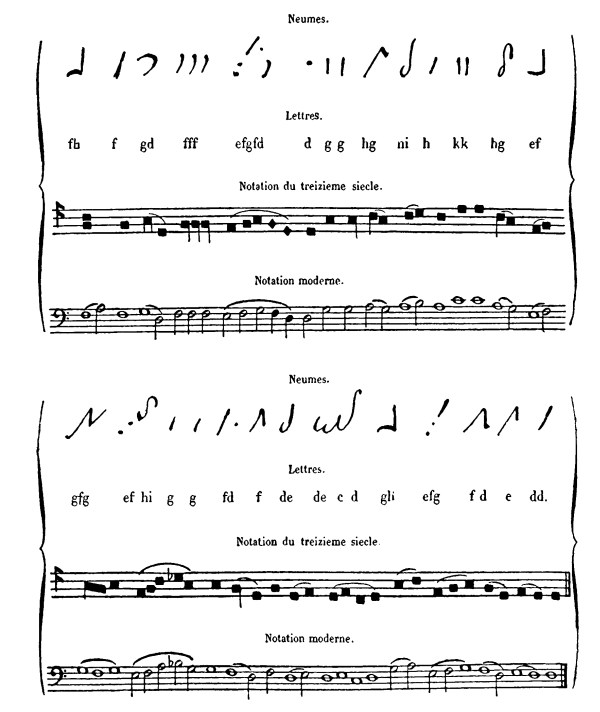 Neumes.
Lettres.
fh f gd fff efgfd d g g hg ni h kk hg ef
Notation du treizieme siecle.
Notation moderne.
Neumes.
Lettres.
gfg ef hi g g fd f de de c d gli efg f d e dd.
Notation du treizieme siecle.
Notation moderne.